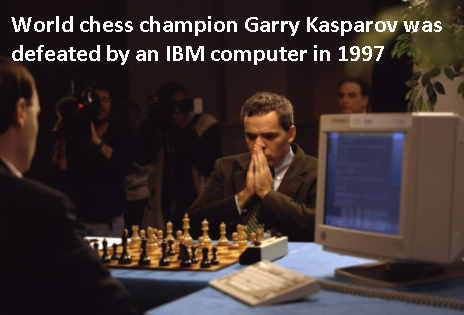 World chess champion Garry Kasparov was
defeated by an IBM computer in 1997